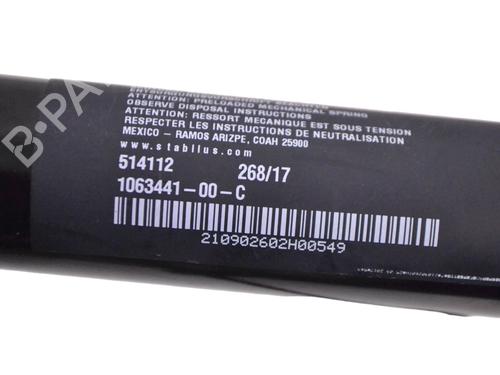 B-PA
ATTENTION: PRELOADED MECHANICAL SPRING
OBSERVE DISPOSAL INSTRUCTIONS
ATTENTION: RESSORT MECANIQUE EST SOUS TENSION
RESPECTER LES INSTRUCTIONS DE NEUTRALISATION
MEXICO - RAMOS ARIZPE, COAH 25900
www.stabilus.com
514112 268/17
1063441-00-C
210902602H00549